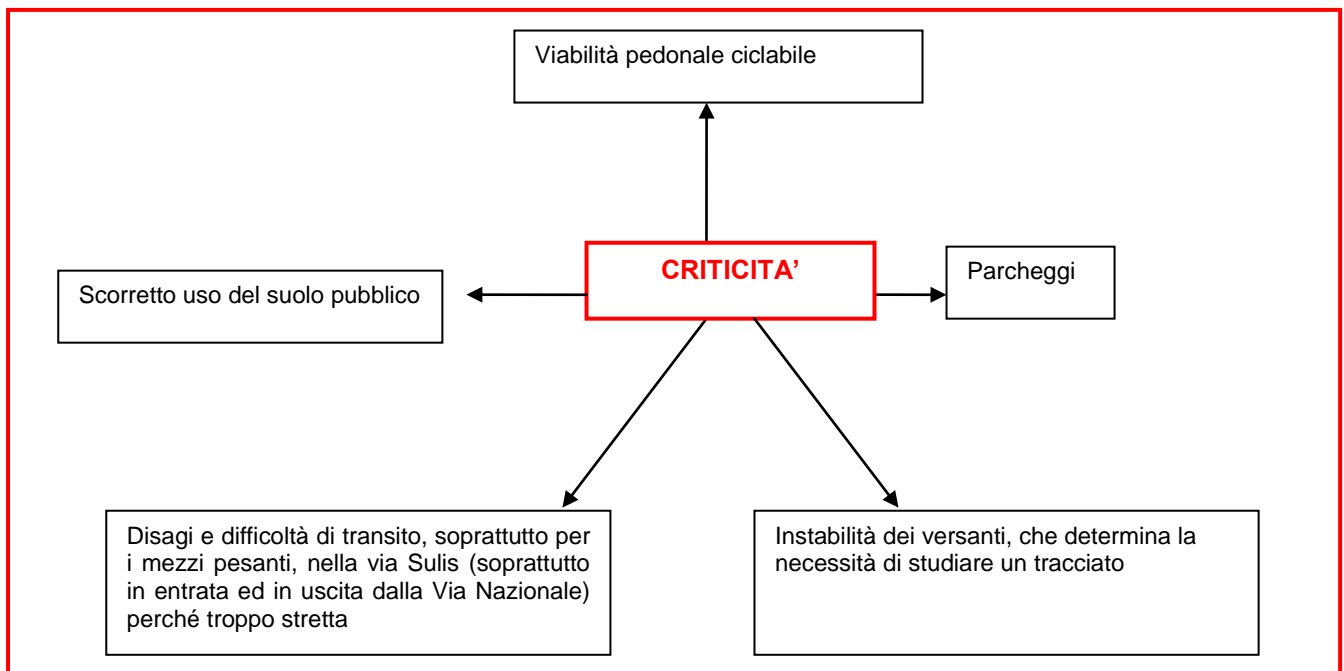 Viabilità pedonale ciclabile
CRITICITA’
Parcheggi
Scorretto uso del suolo pubblico
Disagi e difficoltà di transito, soprattutto per
i mezzi pesanti, nella via Sulis (soprattutto
in entrata ed in uscita dalla Via Nazionale)
perché troppo stretta
Instabilità dei versanti, che determina la
necessità di studiare un tracciato